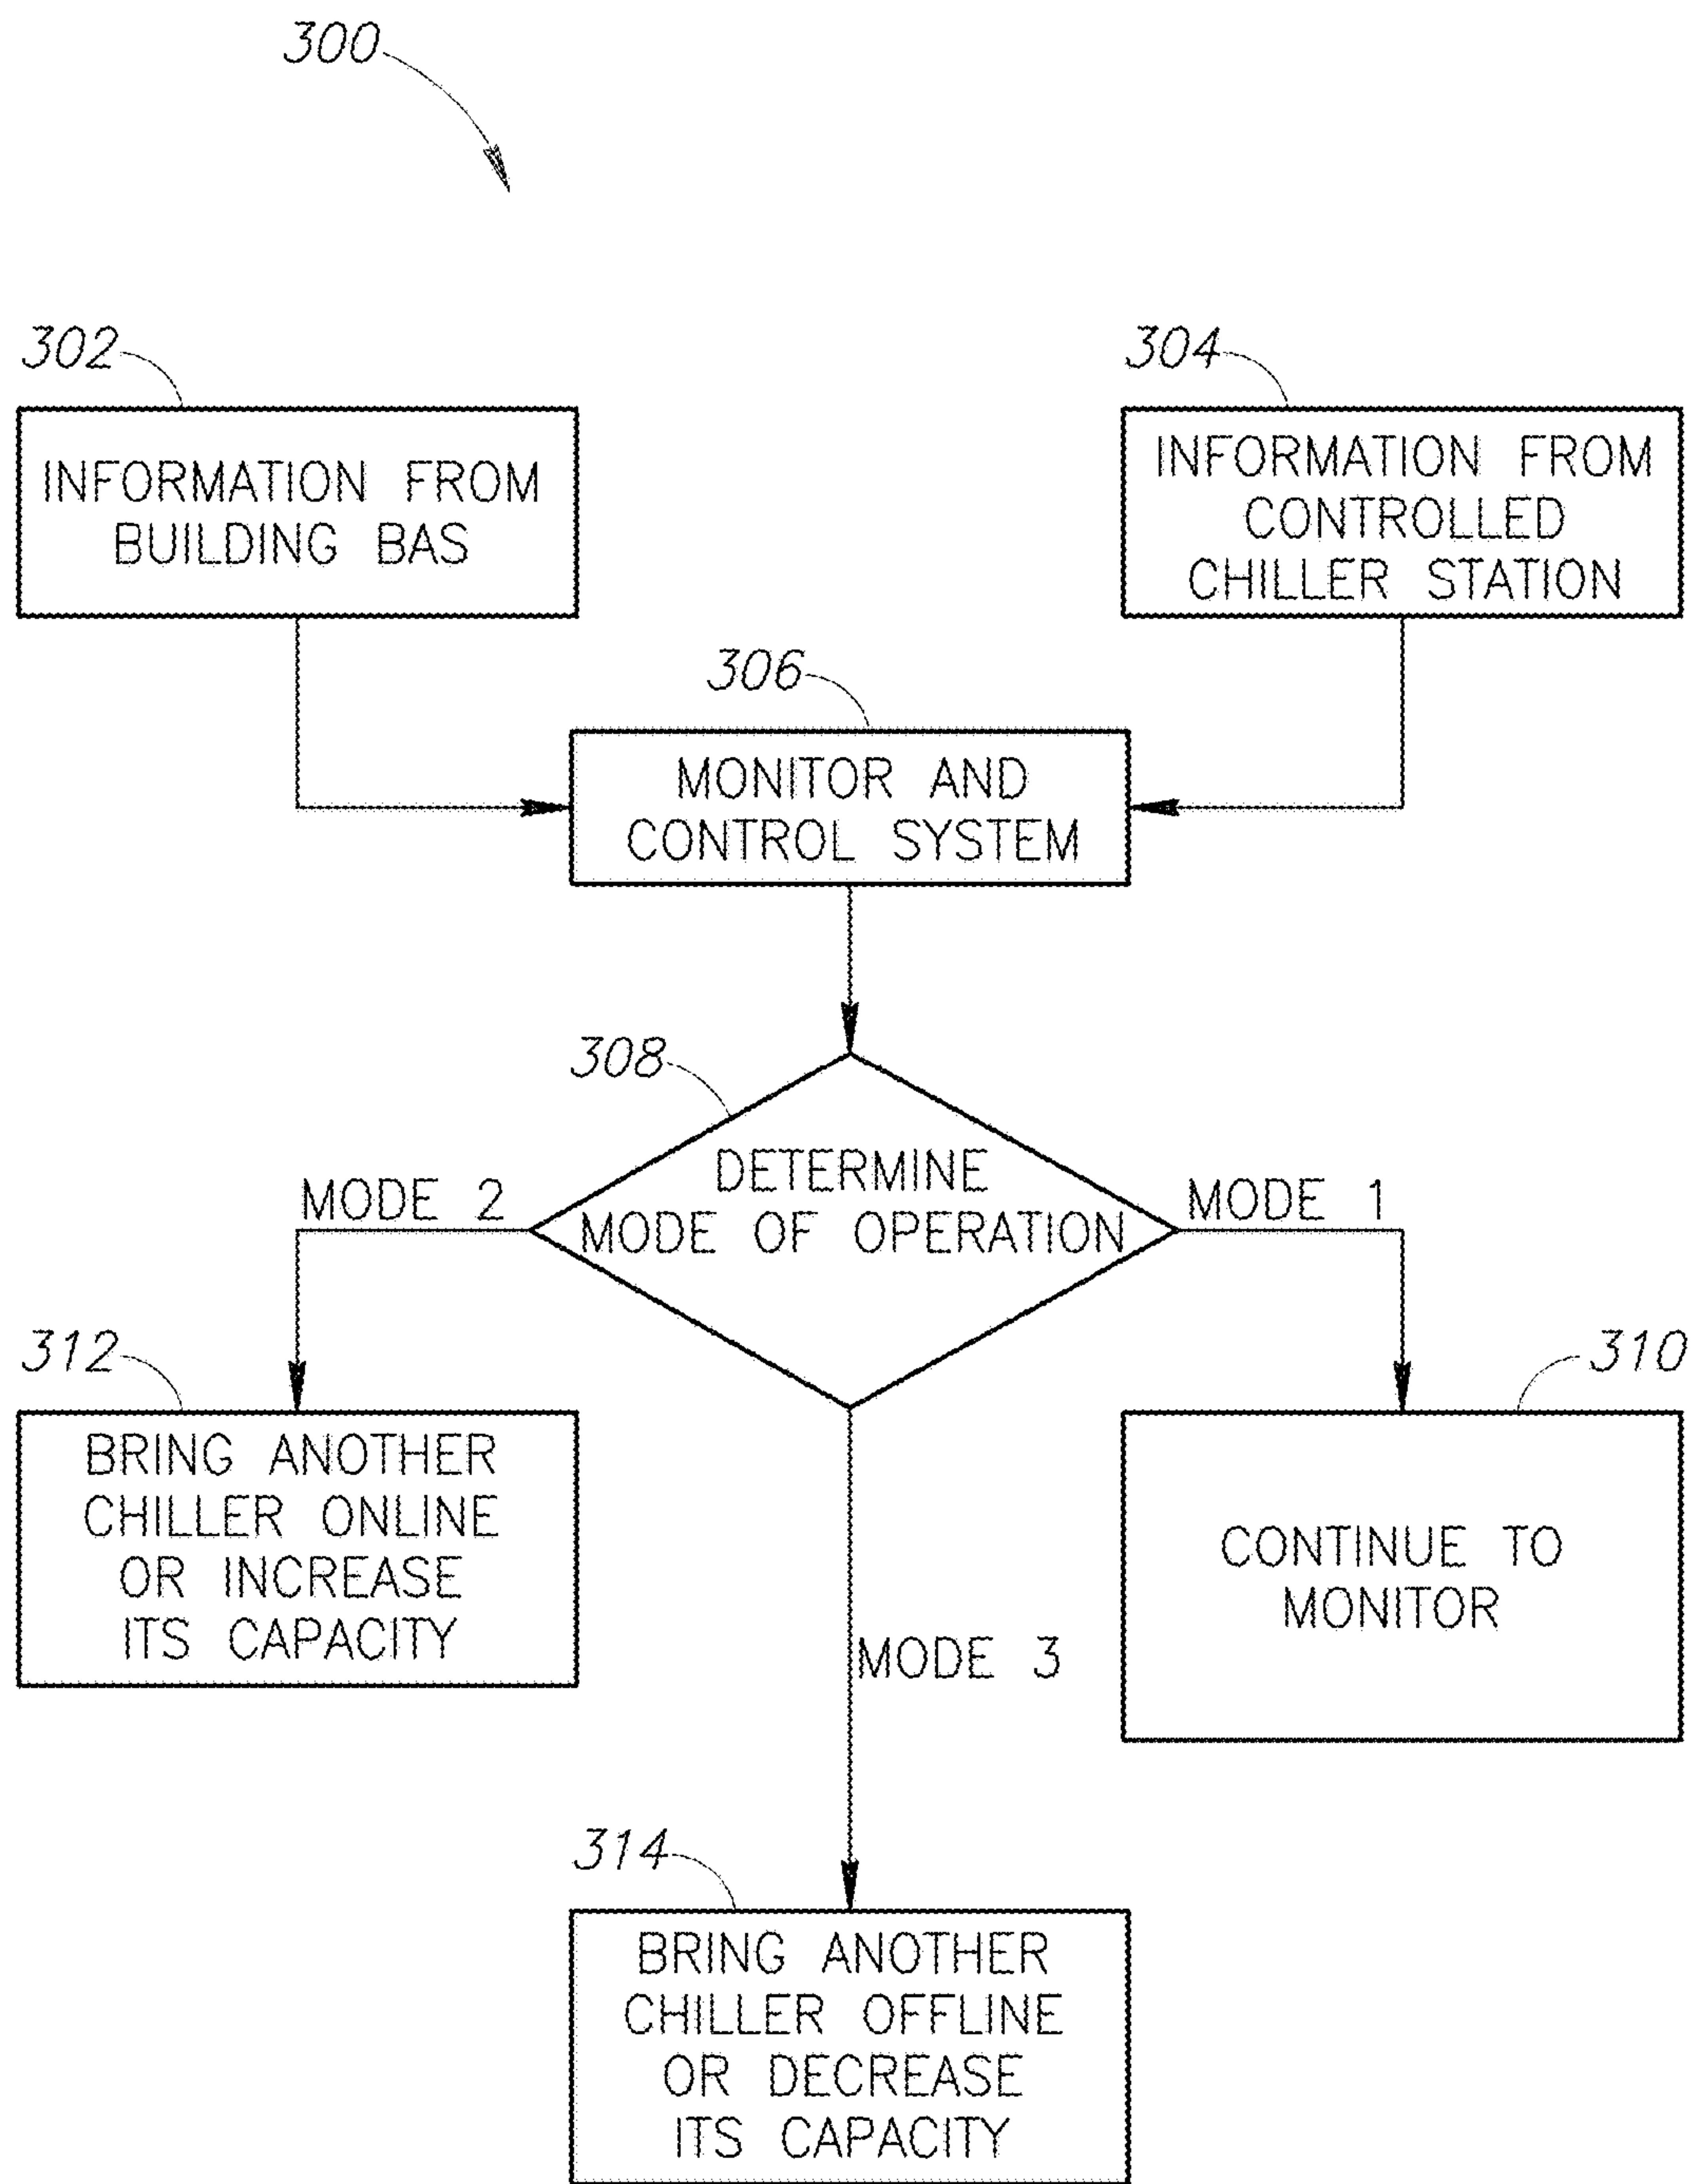 300
302
INFORMATION FROM
BUILDING BAS
304
INFORMATION FROM
CONTROLLED
CHILLER STATION
306
MONITOR AND
CONTROL SYSTEM
308
DETERMINE
MODE OF OPERATION
MODE 2
MODE 1
312
BRING ANOTHER
CHILLER ONLINE
OR INCREASE
ITS CAPACITY
310
CONTINUE TO
MONITOR
MODE 3
314
BRING ANOTHER
CHILLER OFFLINE
OR DECREASE
ITS CAPACITY